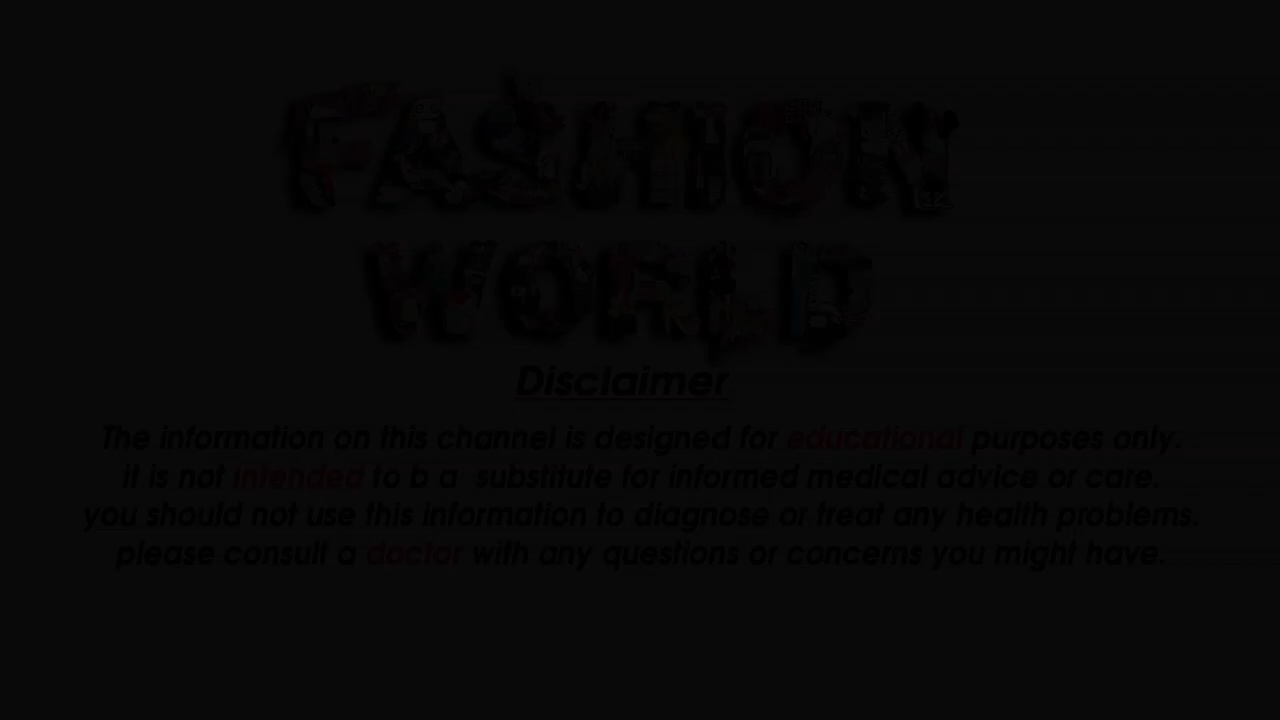 FASHION
WORLD
Disclaimer
The information on this channel is designed for educational purposes only.
it is not intended to b a substitute for informed medical advice or care.
you should not use this information to diagnose or treat any health problems.
please consult a doctor with any questions or concerns you might have.